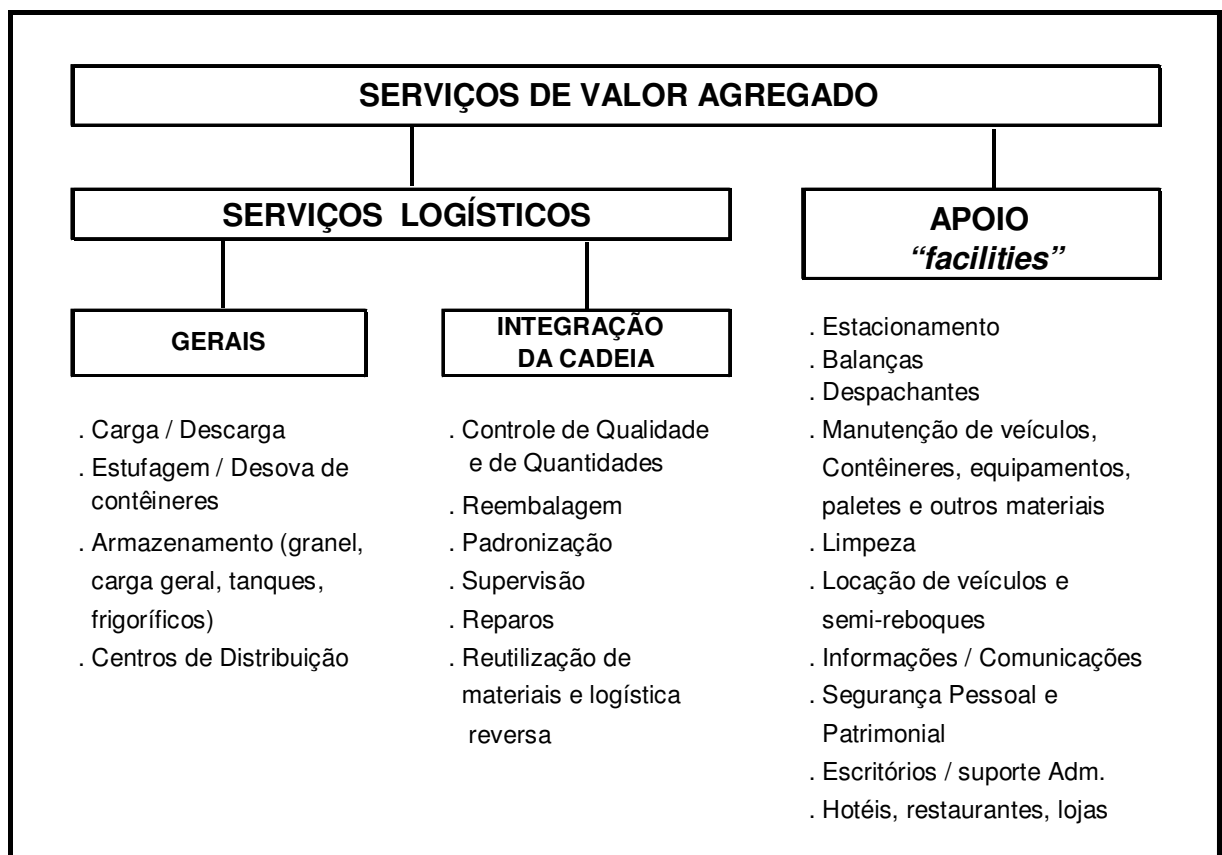 SERVIÇOS DE VALOR AGREGADO
SERVIÇOS LOGÍSTICOS
GERAIS
. Carga / Descarga
. Estufagem / Desova de
contêineres
. Armazenamento (granel,
carga geral, tanques,
frigoríficos)
. Centros de Distribuição
INTEGRAÇÃO
DA CADEIA
. Controle de Qualidade
e de Quantidades
. Reembalagem
. Padronização
. Supervisão
. Reparos
. Reutilização de
materiais e logística
reversa
APOIO
“facilities”
. Estacionamento
. Balanças
. Despachantes
. Manutenção de veículos,
Contêineres, equipamentos,
paletes e outros materiais
. Limpeza
. Locação de veículos e
semi-reboques
. Informações / Comunicações
. Segurança Pessoal e
Patrimonial
. Escritórios / suporte Adm.
. Hotéis, restaurantes, lojas